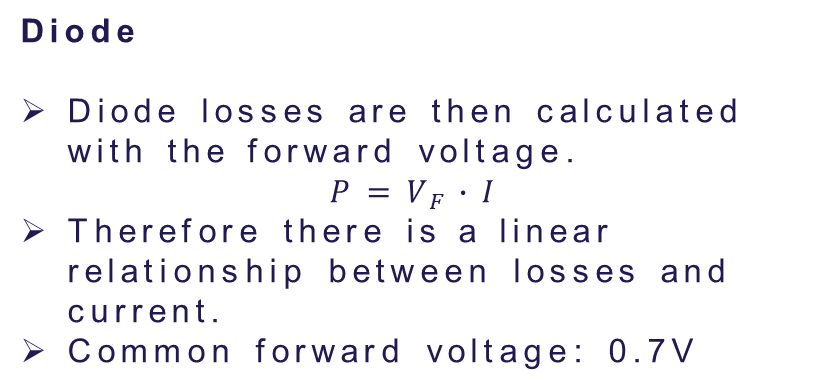 Diode
➢ Diode losses are then calculated
with the forward voltage.
P = V_F · I
➢ Therefore there is a linear
relationship between losses and
current.
➢ Common forward voltage: 0.7V